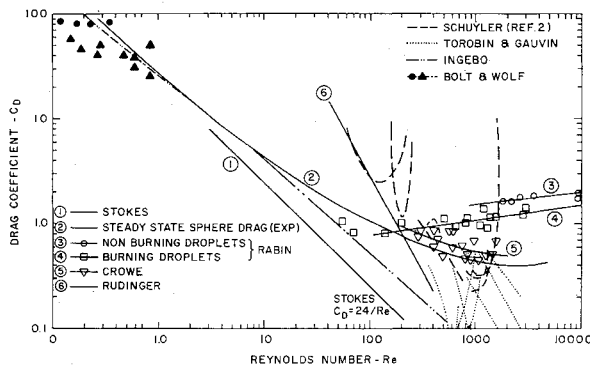 100.0
10.0
1.0
0.1
DRAG COEFFICIENT - CD
1.0
10.0
100.0
1000
10000
REYNOLDS NUMBER - Re
SCHUYLER (REF. 2)
TOROBIN & GAUVIN
INGEBO
BOLT & WOLF
6
1
2
3
4
5
STOKES
CD=24/Re
1 STOKES
2 STEADY STATE SPHERE DRAG (EXP)
3 NON BURNING DROPLETS
4 BURNING DROPLETS
} RABIN
5 CROWE
6 RUDINGER